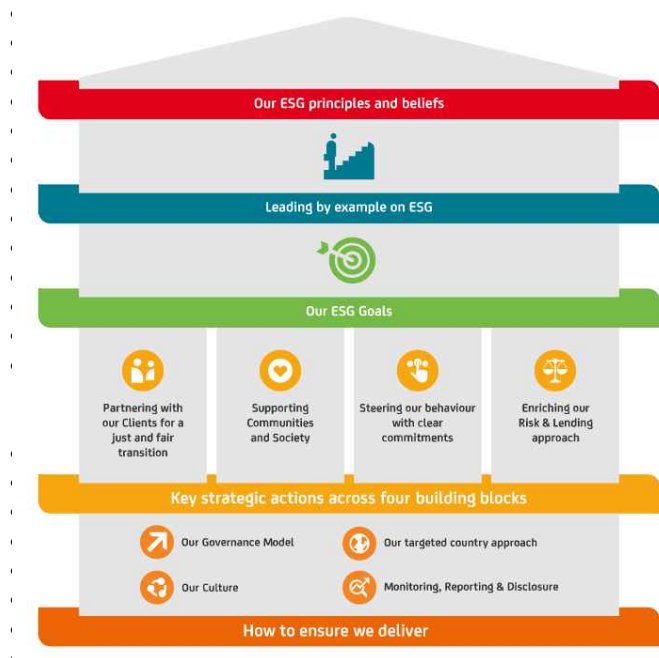 Our ESG principles and beliefs
Leading by example on ESG
Our ESG Goals
Partnering with
our Clients for a
just and fair
transition
Supporting
Communities
and Society
Steering our behaviour
with clear
commitments
Enriching our
Risk & Lending
approach
Key strategic actions across four building blocks
Our Governance Model
Our targeted country approach
Our Culture
Monitoring, Reporting & Disclosure
How to ensure we deliver